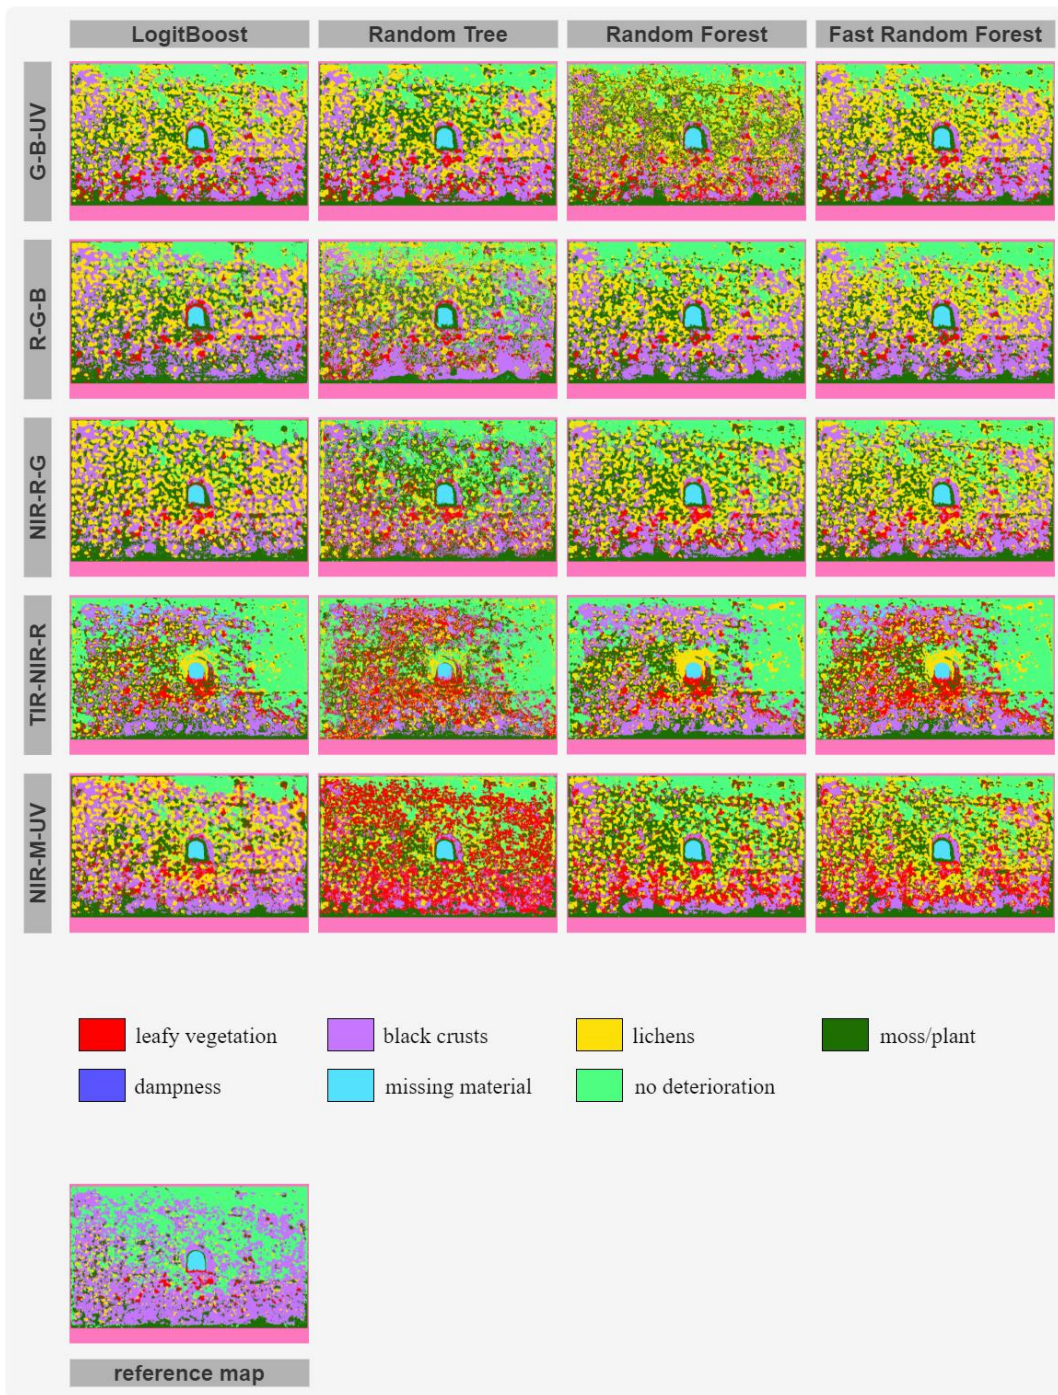 LogitBoost Random Tree Random Forest Fast Random Forest
G-B-UV
R-G-B
NIR-R-G
TIR-NIR-R
NIR-M-UV
leafy vegetation black crusts lichens moss/plant
dampness missing material no deterioration
reference map